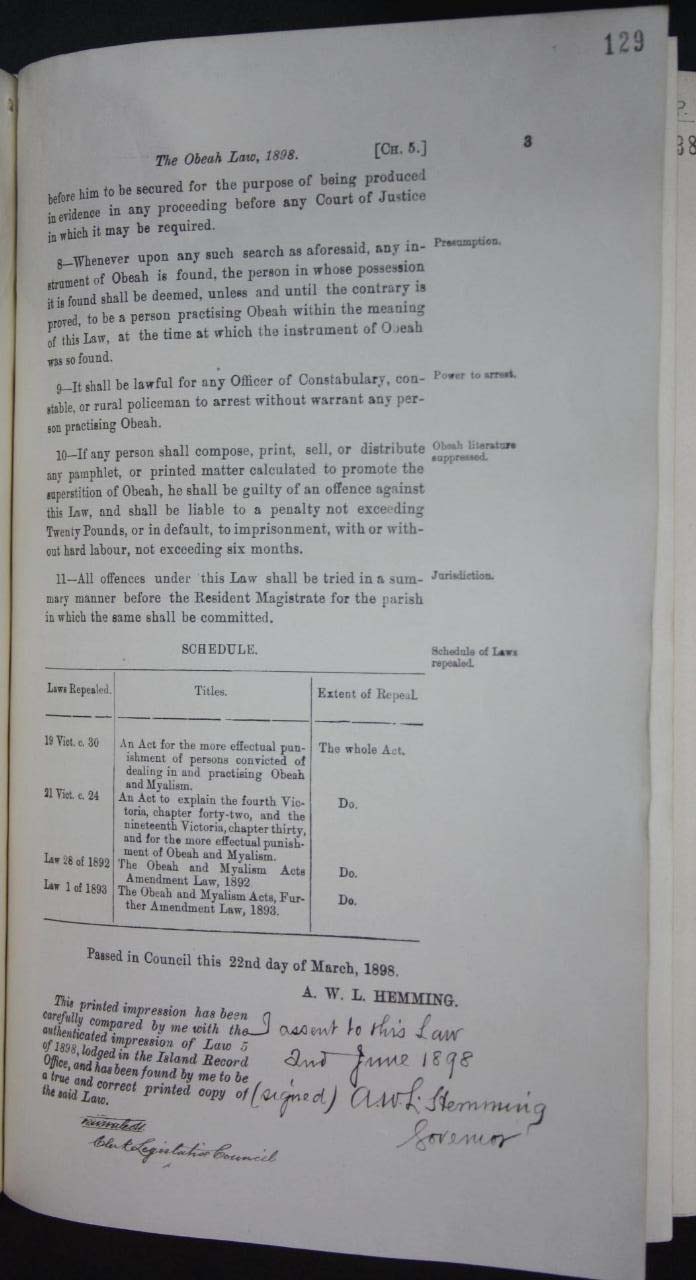 129
The Obeah Law, 1898. [CH. 5.] 3
before him to be secured for the purpose of being produced
in evidence in any proceeding before any Court of Justice
in which it may be required.
8—Whenever upon any such search as aforesaid, any in- Presumption.
strument of Obeah is found, the person in whose possession
it is found shall be deemed, unless and until the contrary is
proved, to be a person practising Obeah within the meaning
of this Law, at the time at which the instrument of Obeah
was so found.
9—It shall be lawful for any Officer of Constabulary, con- Power to arrest.
stable, or rural policeman to arrest without warrant any per-
son practising Obeah.
10—If any person shall compose, print, sell, or distribute Obeah literature
any pamphlet, or printed matter calculated to promote the suppressed.
superstition of Obeah, he shall be guilty of an offence against
this Law, and shall be liable to a penalty not exceeding
Twenty Pounds, or in default, to imprisonment, with or with-
out hard labour, not exceeding six months.
11—All offences under this Law shall be tried in a sum- Jurisdiction.
mary manner before the Resident Magistrate for the parish
in which the same shall be committed.
SCHEDULE. Schedule of Laws
repealed.
Laws Repealed. Titles. Extent of Repeal.
19 Vict. c. 30 An Act for the more effectual pun- The whole Act.
ishment of persons convicted of
dealing in and practising Obeah
and Myalism.
21 Vict. c. 24 An Act to explain the fourth Vic- Do.
toria, chapter forty-two, and the
nineteenth Victoria, chapter thirty,
and for the more effectual punish-
ment of Obeah and Myalism.
Law 28 of 1892 The Obeah and Myalism Acts Do.
Amendment Law, 1892
Law 1 of 1893 The Obeah and Myalism Acts, Fur- Do.
ther Amendment Law, 1893.
Passed in Council this 22nd day of March, 1898.
A. W. L. HEMMING.
This printed impression has been
carefully compared by me with the
authenticated impression of Law 5
of 1898, lodged in the Island Record
Office, and has been found by me to be
a true and correct printed copy of
the said Law.
I assent to this Law
2nd June 1898
(signed) A.W.L. Hemming
Governor
Clerk Legislative Council